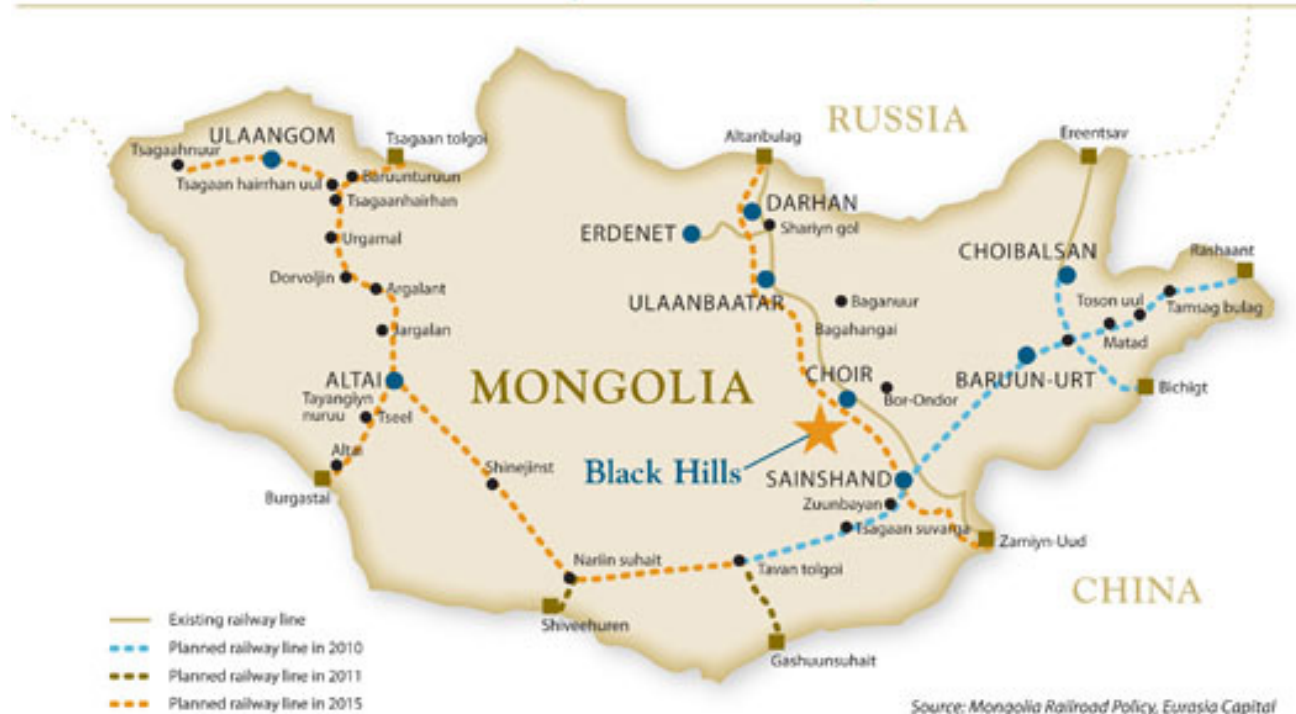 RUSSIA
Tsagaan tolgoi
Altanbulag
Ereentsav
ULAANGOM
Tsagaahnuur
Tsagaan hairrhan uul
Baruunturuun
Tsagaanhairhan
DARHAN
Shariyn gol
ERDENET
Urgamal
CHOIBALSAN
Rashaant
Dorvoljin
Argalant
ULAANBAATAR
Baganuur
Toson uul
Tamsag bulag
Jargalan
Bagahangai
Matad
ALTAI
MONGOLIA
CHOIR
BARUUN-URT
Tayangiyn
nuruu
Tseel
Bor-Ondor
Bichigt
Altai
Black Hills
Shinejinst
SAINSHAND
Burgastai
Zuunbayan
Tsagaan suvarga
Zamiyn-Uud
Nariin suhait
Tavan tolgoi
CHINA
Shiveehuren
Gashuunsuhait
Existing railway line
Planned railway line in 2010
Planned railway line in 2011
Planned railway line in 2015
Source: Mongolia Railroad Policy, Eurasia Capital